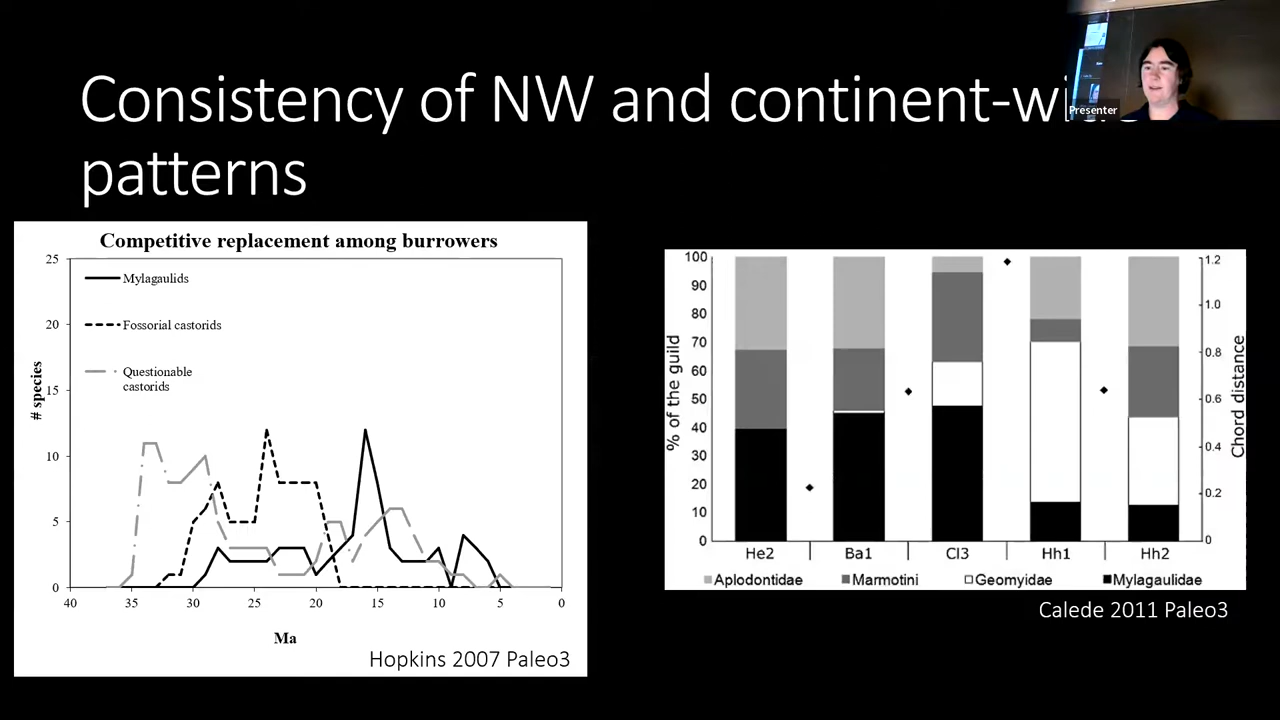 Consistency of NW and continent-wi
patterns
Presenter
Competitive replacement among burrowers
25
20
15
10
5
0
# species
Mylagaulids
Fossorial castorids
Questionable
castorids
40 35 30 25 20 15 10 5 0
Ma
Hopkins 2007 Paleo3
100
90
80
70
60
50
40
30
20
10
0
% of the guild
1.2
1.0
0.8
0.6
0.4
0.2
0
Chord distance
He2 Ba1 Cl3 Hh1 Hh2
Aplodontidae Marmotini Geomyidae Mylagaulidae
Calede 2011 Paleo3